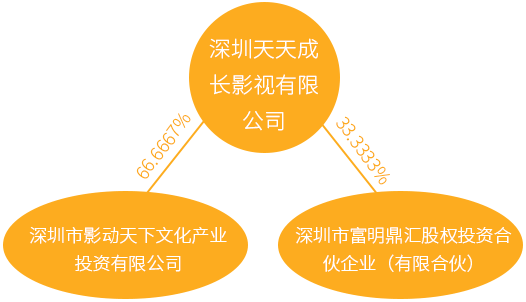 深圳天天成
长影视有限
公司
66.6667%
33.3333%
深圳市影动天下文化产业
投资有限公司
深圳市富明鼎汇股权投资合
伙企业（有限合伙）